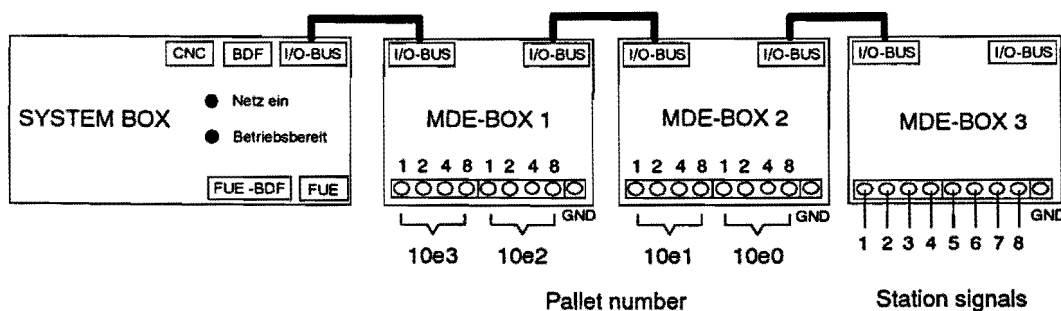 CNC BDF I/O-BUS I/O-BUS I/O-BUS I/O-BUS I/O-BUS I/O-BUS I/O-BUS
Netz ein
SYSTEM BOX MDE-BOX 1 MDE-BOX 2 MDE-BOX 3
Betriebsbereit
1 2 4 8 1 2 4 8 1 2 4 8 1 2 4 8
FUE -BDF FUE
GND GND GND
1 2 3 4 5 6 7 8
10e3 10e2 10e1 10e0
Pallet number Station signals